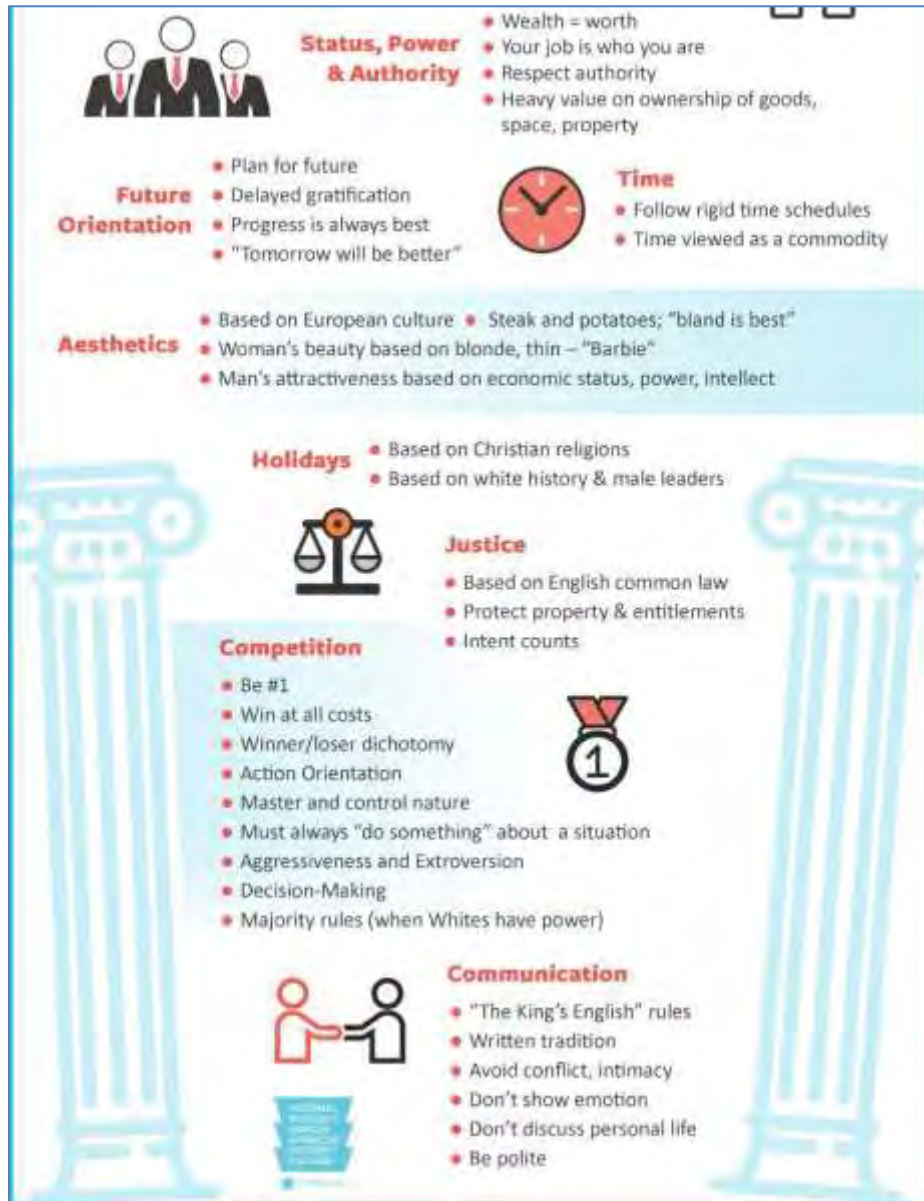 Status, Power
& Authority
• Wealth = worth
• Your job is who you are
• Respect authority
• Heavy value on ownership of goods,
space, property
Future
Orientation
• Plan for future
• Delayed gratification
• Progress is always best
• "Tomorrow will be better"
Time
• Follow rigid time schedules
• Time viewed as a commodity
Aesthetics
• Based on European culture • Steak and potatoes; "bland is best"
• Woman's beauty based on blonde, thin – "Barbie"
• Man's attractiveness based on economic status, power, intellect
Holidays
• Based on Christian religions
• Based on white history & male leaders
Justice
• Based on English common law
• Protect property & entitlements
• Intent counts
Competition
• Be #1
• Win at all costs
• Winner/loser dichotomy
• Action Orientation
• Master and control nature
• Must always "do something" about a situation
• Aggressiveness and Extroversion
• Decision-Making
• Majority rules (when Whites have power)
1
Communication
• "The King's English" rules
• Written tradition
• Avoid conflict, intimacy
• Don't show emotion
• Don't discuss personal life
• Be polite